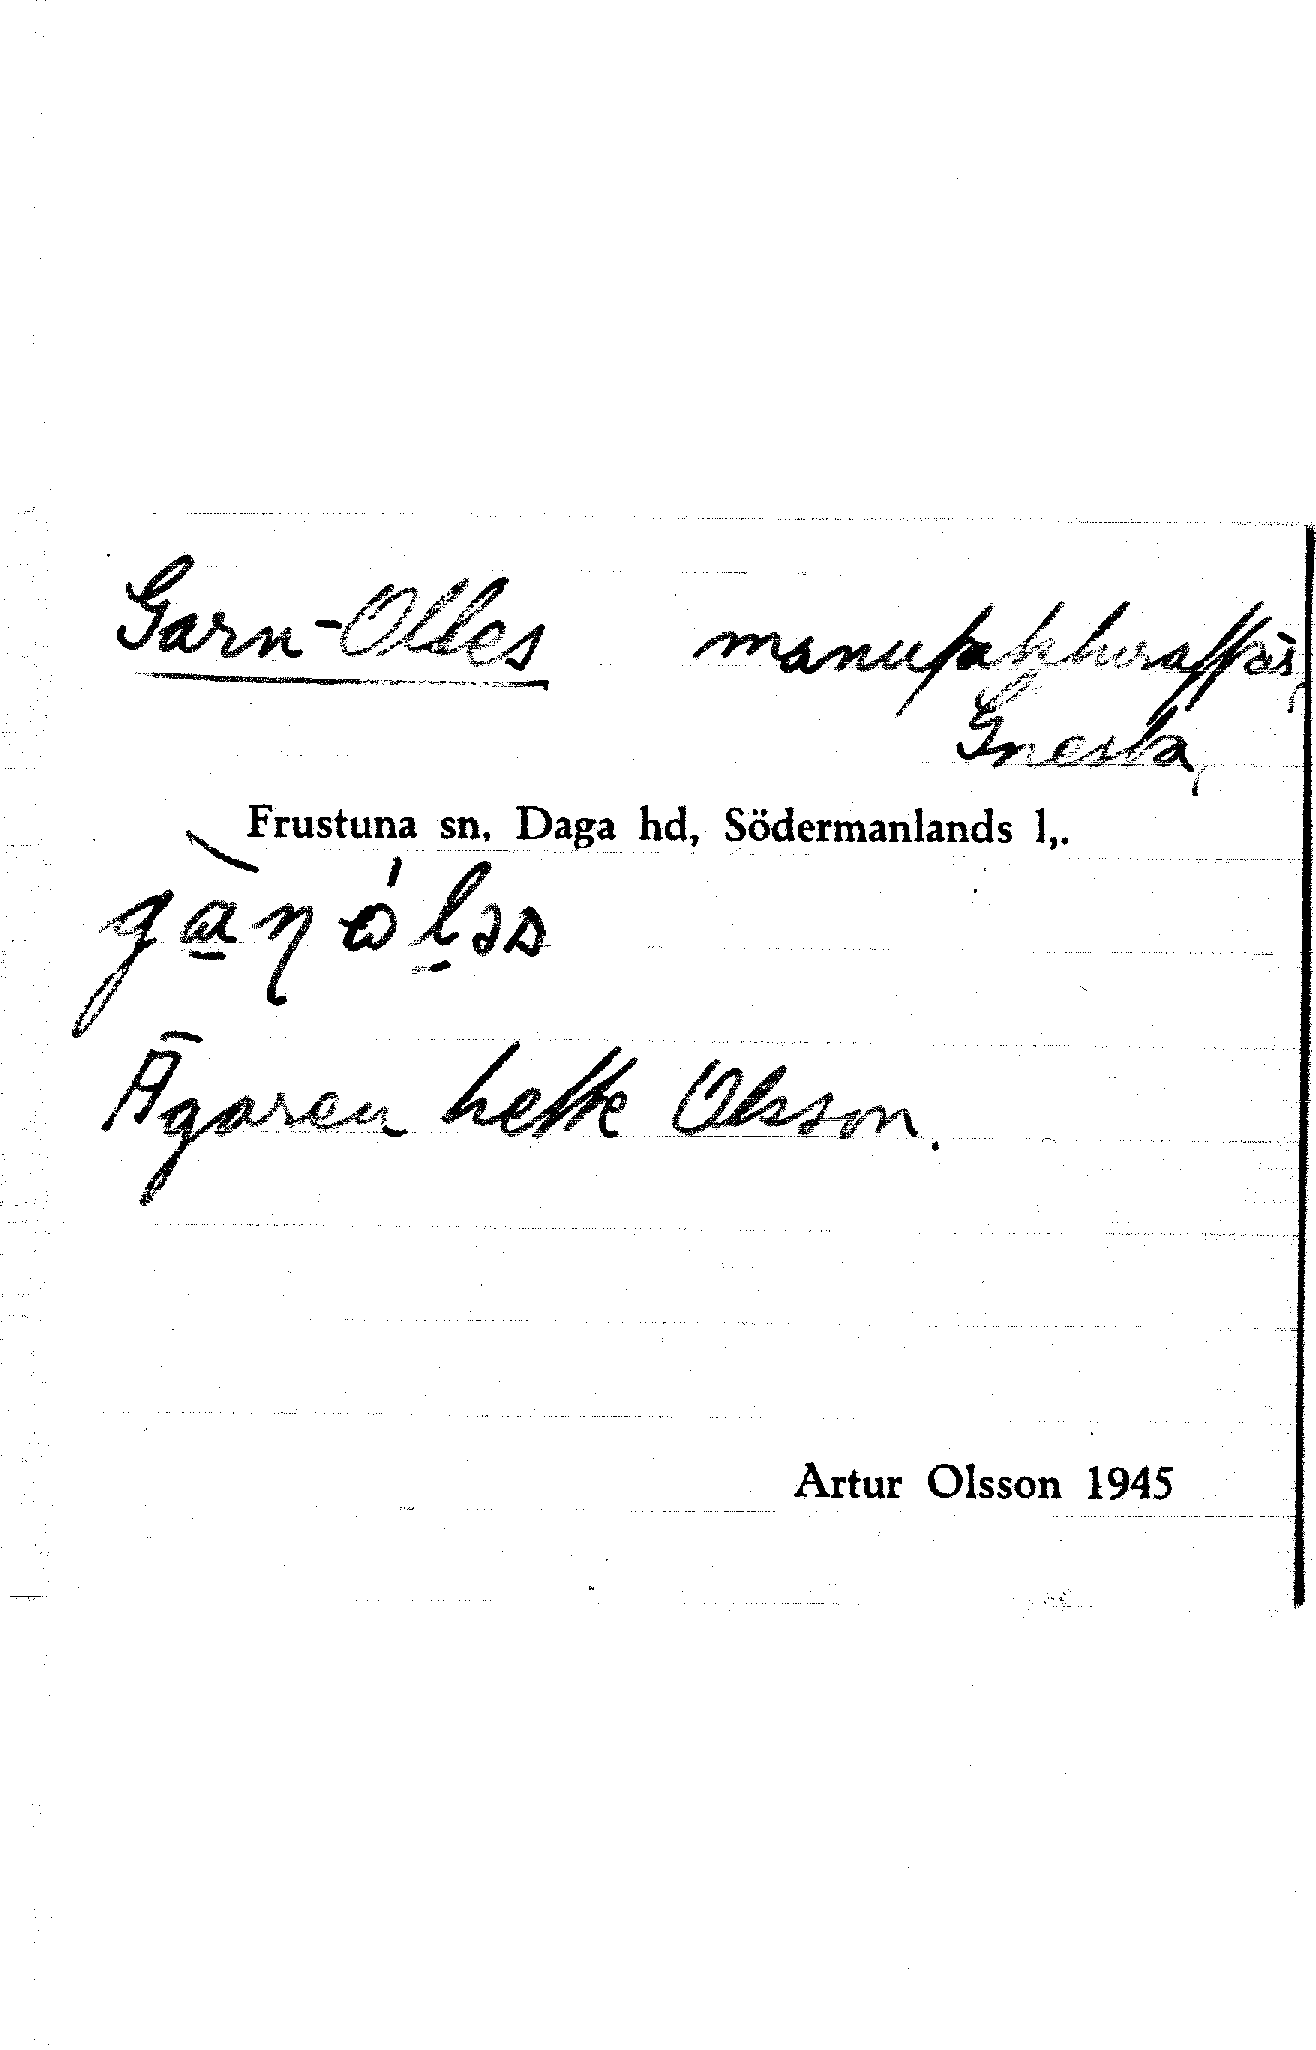 Garn-Olles manufakturaffär,
Gnesta,
Frustuna sn, Daga hd, Södermanlands l,.
Ägaren hette Olsson.
Artur Olsson 1945